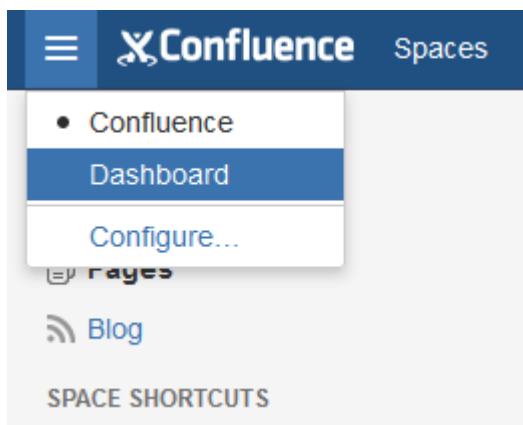 Confluence Spaces
Confluence
Dashboard
Configure...
Pages
Blog
SPACE SHORTCUTS